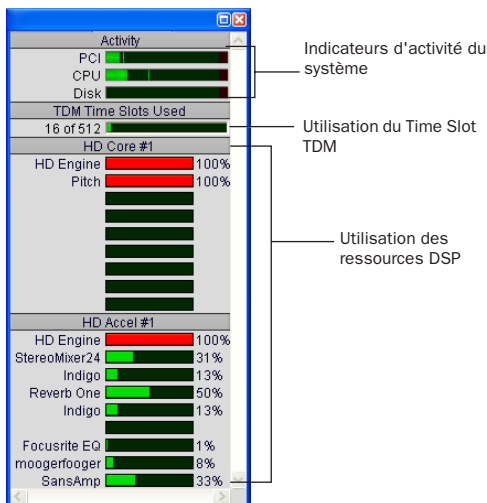 Activity
PCI
CPU
Disk
TDM Time Slots Used
16 of 512
HD Core #1
HD Engine 100%
Pitch 100%
HD Accel #1
HD Engine 100%
StereoMixer24 31%
Indigo 13%
Reverb One 50%
Indigo 13%
Focusrite EQ 1%
moogerfooger 8%
SansAmp 33%
Indicateurs d'activité du
système
Utilisation du Time Slot
TDM
Utilisation des
ressources DSP